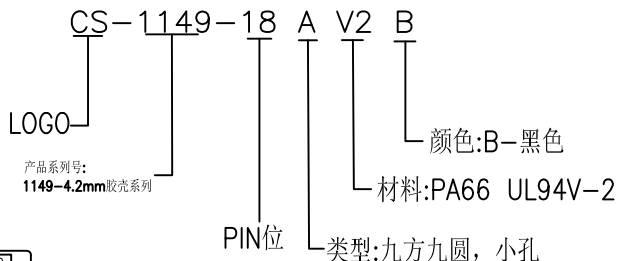 CS-1149-18 A V2 B
LOGO
颜色:B-黑色
产品系列号:
1149-4.2mm胶壳系列
材料:PA66 UL94V-2
PIN位
类型:九方九圆，小孔